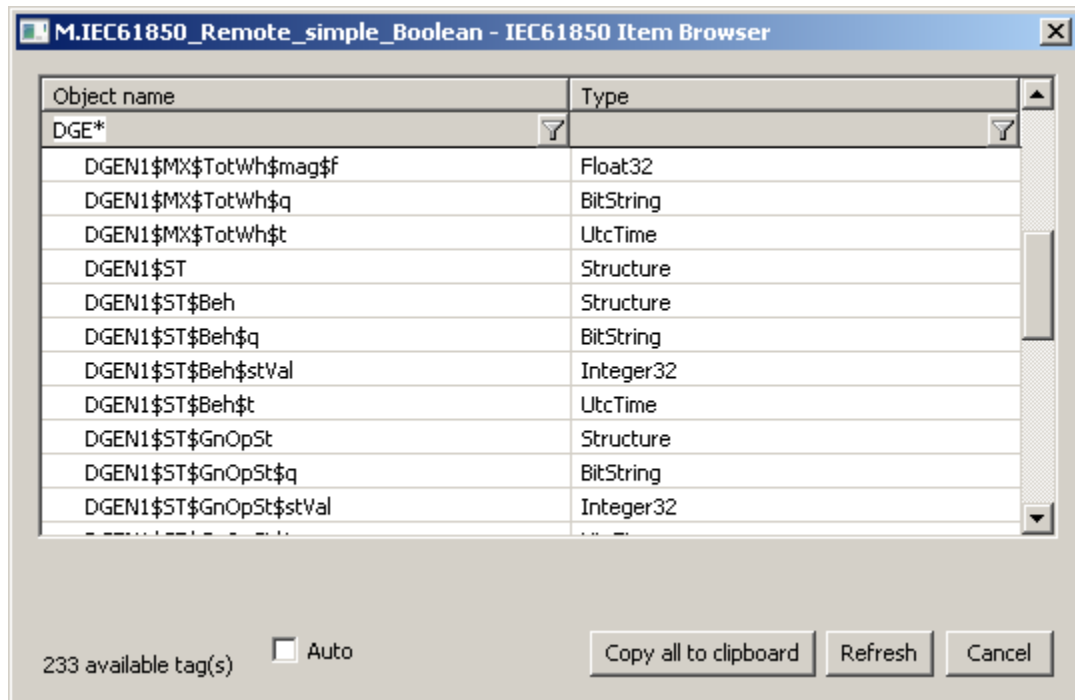 M.IEC61850_Remote_simple_Boolean - IEC61850 Item Browser
Object name Type
DGE*
DGEN1$MX$TotWh$mag$f Float32
DGEN1$MX$TotWh$q BitString
DGEN1$MX$TotWh$t UtcTime
DGEN1$ST Structure
DGEN1$ST$Beh Structure
DGEN1$ST$Beh$q BitString
DGEN1$ST$Beh$stVal Integer32
DGEN1$ST$Beh$t UtcTime
DGEN1$ST$GnOpSt Structure
DGEN1$ST$GnOpSt$q BitString
DGEN1$ST$GnOpSt$stVal Integer32
233 available tag(s) Auto Copy all to clipboard Refresh Cancel